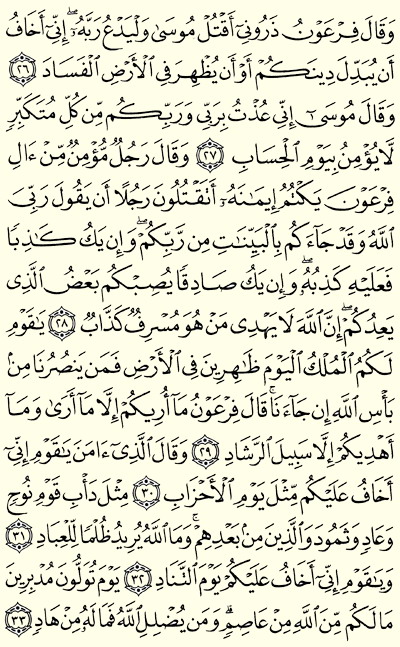 وَقَالَ فِرْعَوْنُ ذَرُونِىٓ أَقْتُلْ مُوسَىٰ وَلْيَدْعُ رَبَّهُۥٓ ۖ إِنِّىٓ أَخَافُ
أَن يُبَدِّلَ دِينَكُمْ أَوْ أَن يُظْهِرَ فِى ٱلْأَرْضِ ٱلْفَسَادَ ٢٦
وَقَالَ مُوسَىٰٓ إِنِّى عُذْتُ بِرَبِّى وَرَبِّكُم مِّن كُلِّ مُتَكَبِّرٍ
لَّا يُؤْمِنُ بِيَوْمِ ٱلْحِسَابِ ٢٧ وَقَالَ رَجُلٌ مُّؤْمِنٌ مِّنْ ءَالِ
فِرْعَوْنَ يَكْتُمُ إِيمَـٰنَهُۥٓ أَتَقْتُلُونَ رَجُلًا أَن يَقُولَ رَبِّىَ
ٱللَّهُ وَقَدْ جَآءَكُم بِٱلْبَيِّنَـٰتِ مِن رَّبِّكُمْ ۖ وَإِن يَكُ كَـٰذِبًا
فَعَلَيْهِ كَذِبُهُۥ ۖ وَإِن يَكُ صَادِقًا يُصِبْكُم بَعْضُ ٱلَّذِى
يَعِدُكُمْ ۖ إِنَّ ٱللَّهَ لَا يَهْدِى مَنْ هُوَ مُسْرِفٌ كَذَّابٌ ٢٨ يَـٰقَوْمِ
لَكُمُ ٱلْمُلْكُ ٱلْيَوْمَ ظَـٰهِرِينَ فِى ٱلْأَرْضِ فَمَن يَنصُرُنَا مِنۢ
بَأْسِ ٱللَّهِ إِن جَآءَنَا ۚ قَالَ فِرْعَوْنُ مَآ أُرِيكُمْ إِلَّا مَآ أَرَىٰ وَمَآ
أَهْدِيكُمْ إِلَّا سَبِيلَ ٱلرَّشَادِ ٢٩ وَقَالَ ٱلَّذِىٓ ءَامَنَ يَـٰقَوْمِ إِنِّىٓ
أَخَافُ عَلَيْكُم مِّثْلَ يَوْمِ ٱلْأَحْزَابِ ٣٠ مِثْلَ دَأْبِ قَوْمِ نُوحٍ
وَعَادٍ وَثَمُودَ وَٱلَّذِينَ مِنۢ بَعْدِهِمْ ۚ وَمَا ٱللَّهُ يُرِيدُ ظُلْمًا لِّلْعِبَادِ ٣١
وَيَـٰقَوْمِ إِنِّىٓ أَخَافُ عَلَيْكُمْ يَوْمَ ٱلتَّنَادِ ٣٢ يَوْمَ تُوَلُّونَ مُدْبِرِينَ
مَا لَكُم مِّنَ ٱللَّهِ مِنْ عَاصِمٍ ۗ وَمَن يُضْلِلِ ٱللَّهُ فَمَا لَهُۥ مِنْ هَادٍ ٣٣